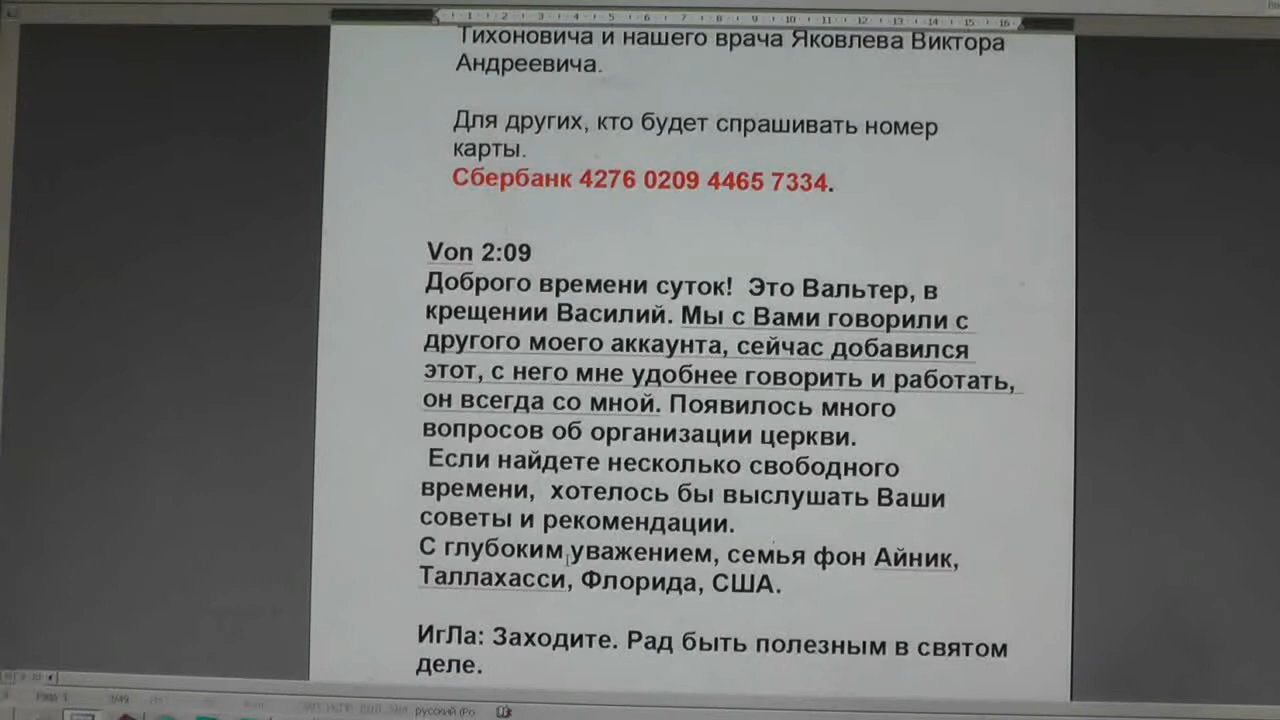 Тихоновича и нашего врача Яковлева Виктора
Андреевича.
Для других, кто будет спрашивать номер
карты.
Сбербанк 4276 0209 4465 7334.
Von 2:09
Доброго времени суток!  Это Вальтер, в
крещении Василий. Мы с Вами говорили с
другого моего аккаунта, сейчас добавился
этот, с него мне удобнее говорить и работать,
он всегда со мной. Появилось много
вопросов об организации церкви.
Если найдете несколько свободного
времени,  хотелось бы выслушать Ваши
советы и рекомендации.
С глубоким уважением, семья фон Айник,
Таллахасси, Флорида, США.
ИгЛа: Заходите. Рад быть полезным в святом
деле.